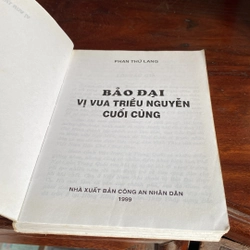 PHAN THỨ LANG
BẢO ĐẠI
VỊ VUA TRIỀU NGUYỄN
CUỐI CÙNG
NHÀ XUẤT BẢN CÔNG AN NHÂN DÂN
1999